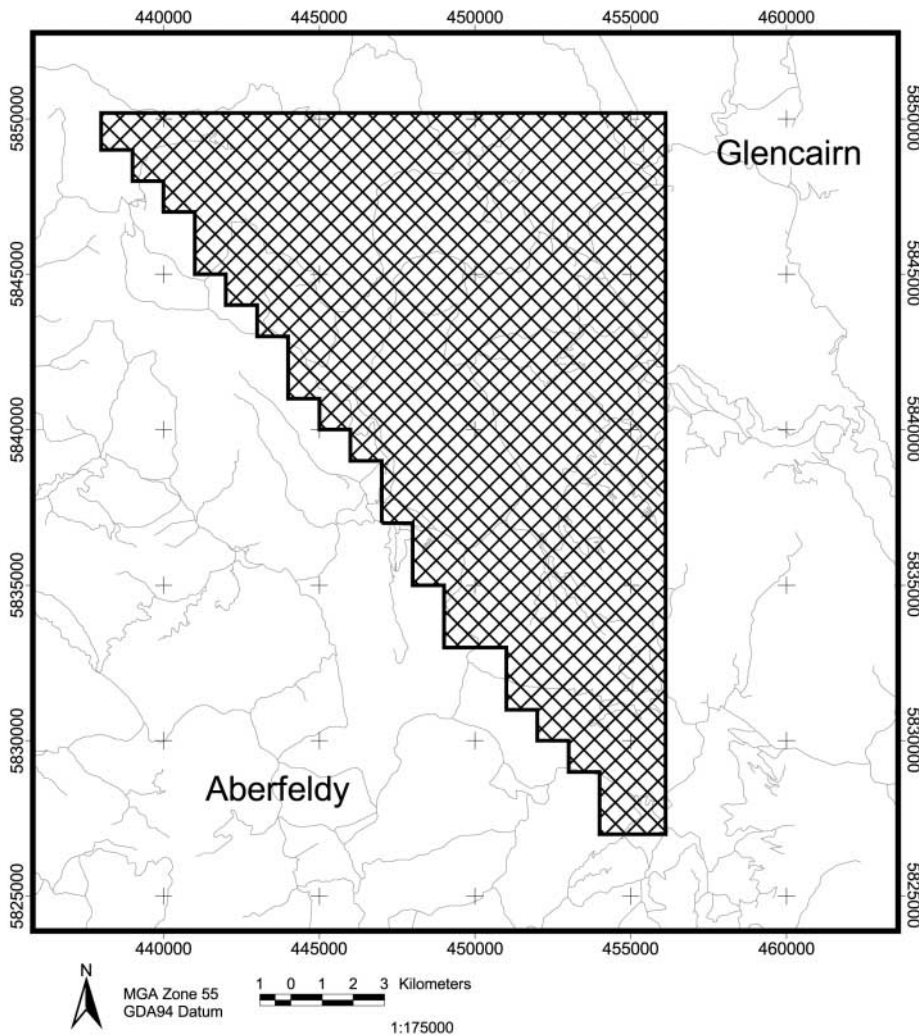 440000 445000 450000 455000 460000
5850000 5850000
Glencairn
5845000 5845000
5840000 5840000
5835000 5835000
5830000 5830000
Aberfeldy
5825000 5825000
440000 445000 450000 455000 460000
N
MGA Zone 55
GDA94 Datum
1 0 1 2 3 Kilometers
1:175000